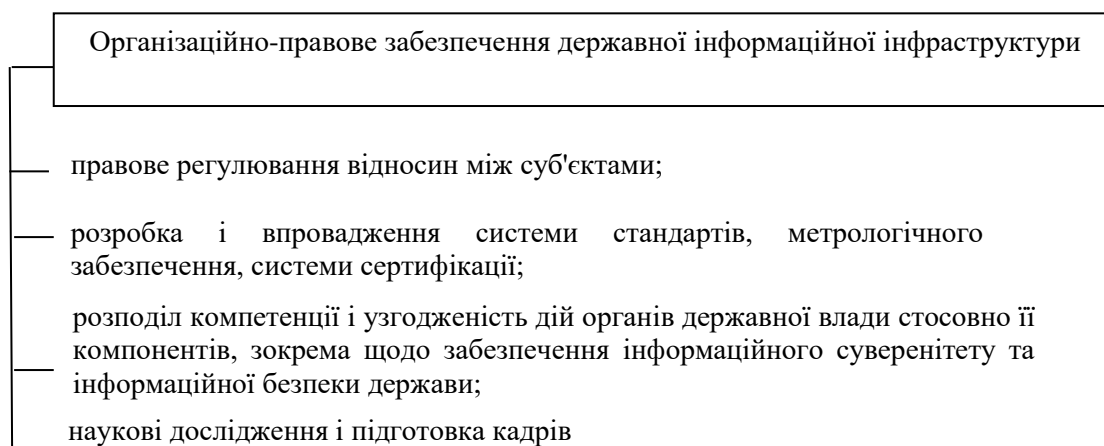 Організаційно-правове забезпечення державної інформаційної інфраструктури
правове регулювання відносин між суб'єктами;
розробка і впровадження системи стандартів, метрологічного
забезпечення, системи сертифікації;
розподіл компетенції і узгодженість дій органів державної влади стосовно її
компонентів, зокрема щодо забезпечення інформаційного суверенітету та
інформаційної безпеки держави;
наукові дослідження і підготовка кадрів